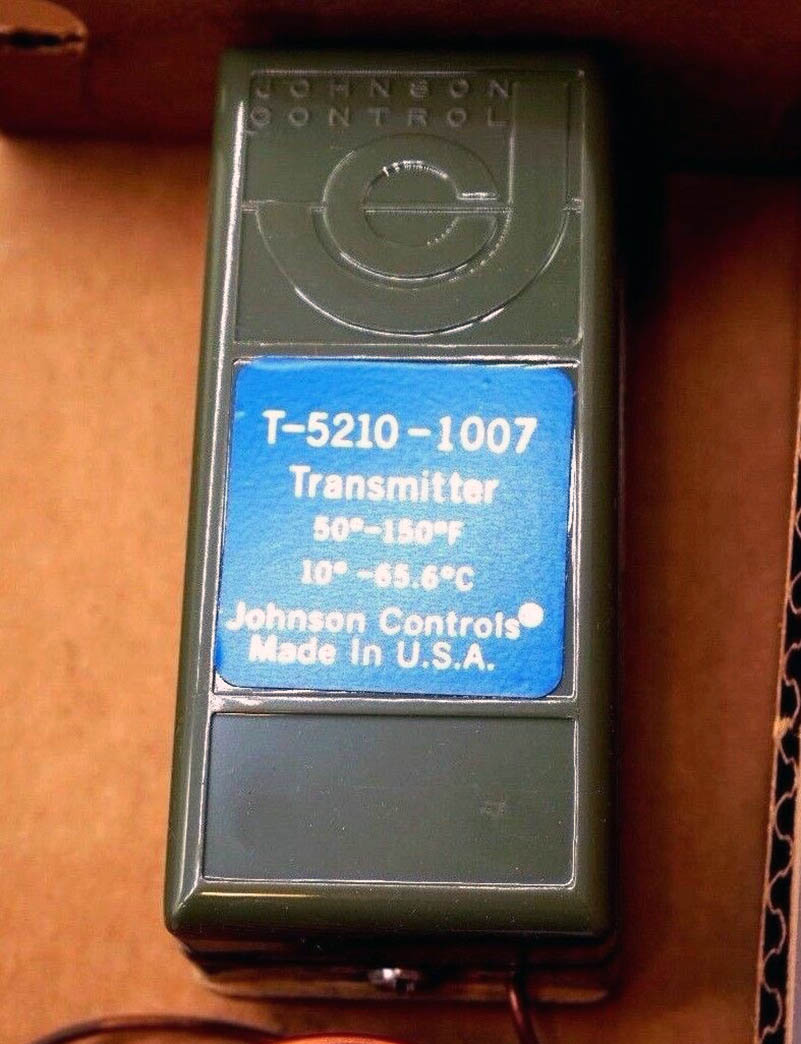 JOHNSON
CONTROL
T-5210-1007
Transmitter
50°-150°F
10°-65.6°C
Johnson Controls®
Made In U.S.A.